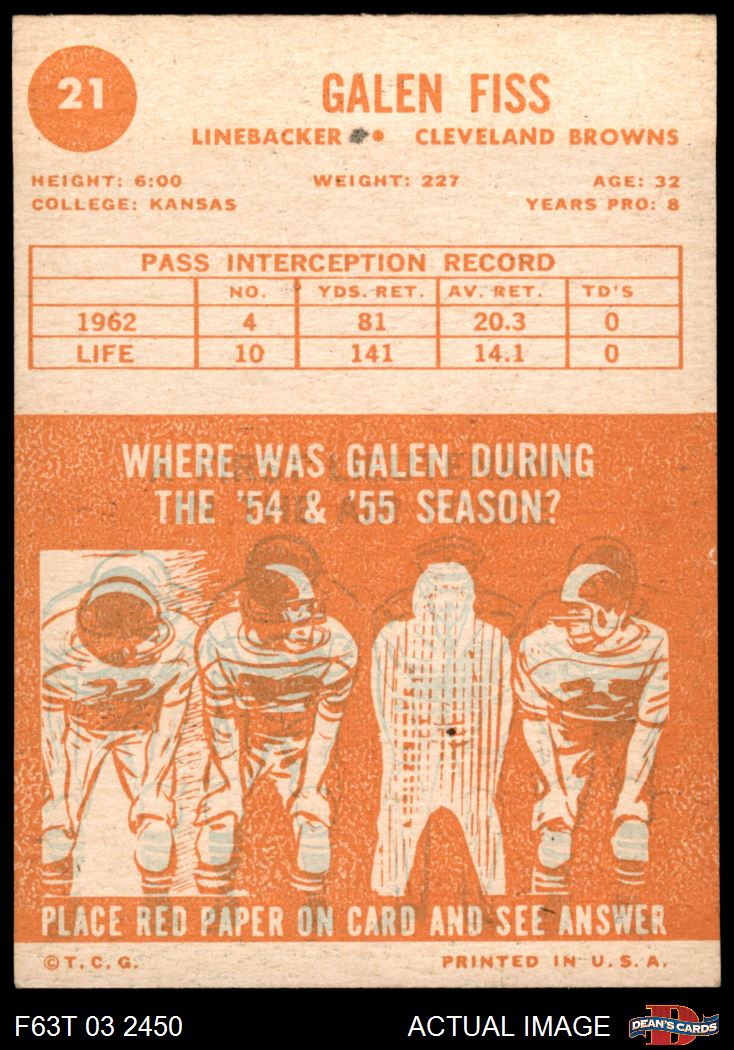 21
GALEN FISS
LINEBACKER • CLEVELAND BROWNS
HEIGHT: 6:00 WEIGHT: 227 AGE: 32
COLLEGE: KANSAS YEARS PRO: 8
PASS INTERCEPTION RECORD
NO. YDS. RET. AV. RET. TD'S
1962 4 81 20.3 0
LIFE 10 141 14.1 0
WHERE WAS GALEN DURING
THE '54 & '55 SEASON?
PLACE RED PAPER ON CARD AND SEE ANSWER
© T. C. G. PRINTED IN U. S. A.
F63T 03 2450 ACTUAL IMAGE DEAN'S CARDS